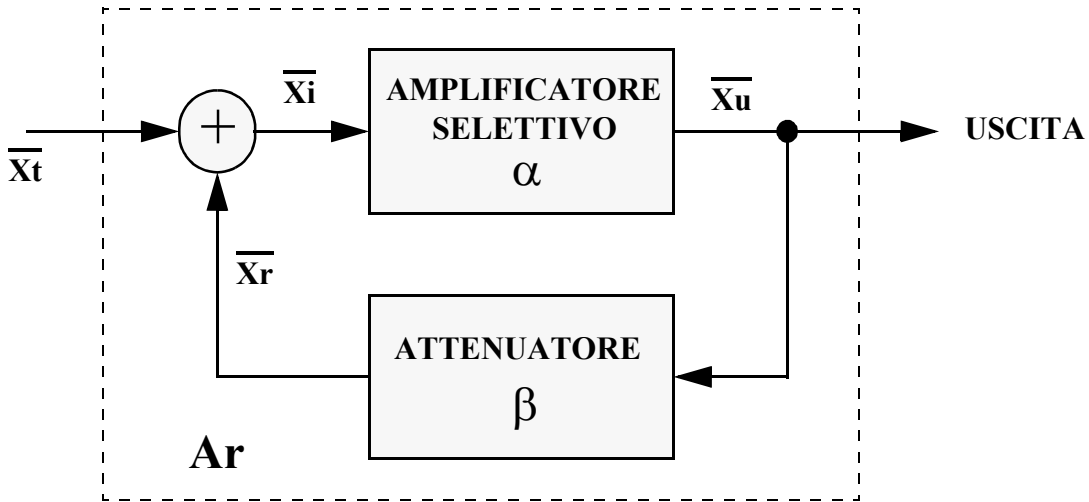 Xt
+
Xi
AMPLIFICATORE
SELETTIVO
α
Xu
USCITA
Xr
ATTENUATORE
β
Ar